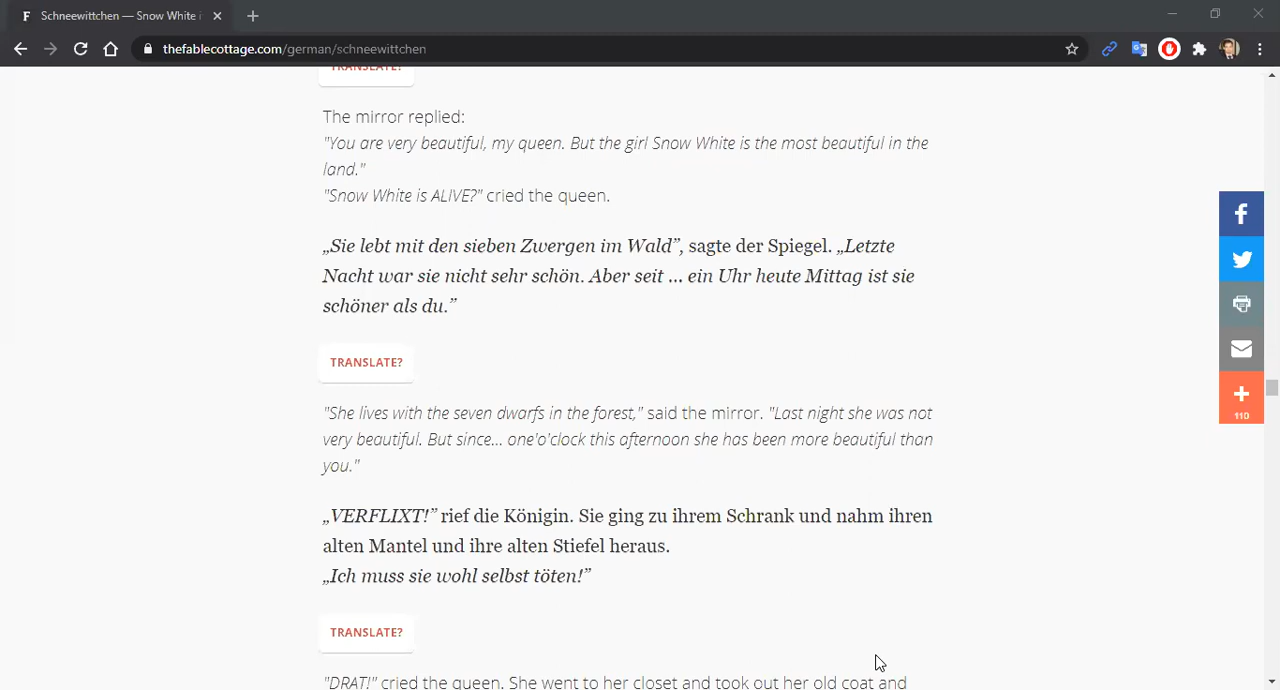 Schneewittchen — Snow White i
thefablecottage.com/german/schneewittchen
TRANSLATE?
The mirror replied:
"You are very beautiful, my queen. But the girl Snow White is the most beautiful in the
land."
"Snow White is ALIVE?" cried the queen.
„Sie lebt mit den sieben Zwergen im Wald”, sagte der Spiegel. „Letzte
Nacht war sie nicht sehr schön. Aber seit ... ein Uhr heute Mittag ist sie
schöner als du.”
TRANSLATE?
"She lives with the seven dwarfs in the forest," said the mirror. "Last night she was not
very beautiful. But since... one'o'clock this afternoon she has been more beautiful than
you."
„VERFLIXT!” rief die Königin. Sie ging zu ihrem Schrank und nahm ihren
alten Mantel und ihre alten Stiefel heraus.
„Ich muss sie wohl selbst töten!”
TRANSLATE?
"DRAT!" cried the queen. She went to her closet and took out her old coat and
110